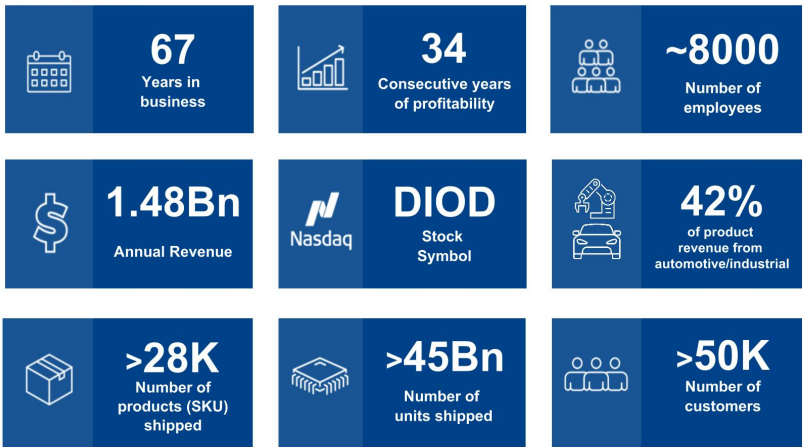 67
Years in
business
34
Consecutive years
of profitability
~8000
Number of
employees
1.48Bn
Annual Revenue
Nasdaq
DIOD
Stock
Symbol
42%
of product
revenue from
automotive/industrial
>28K
Number of
products (SKU)
shipped
>45Bn
Number of
units shipped
>50K
Number of
customers